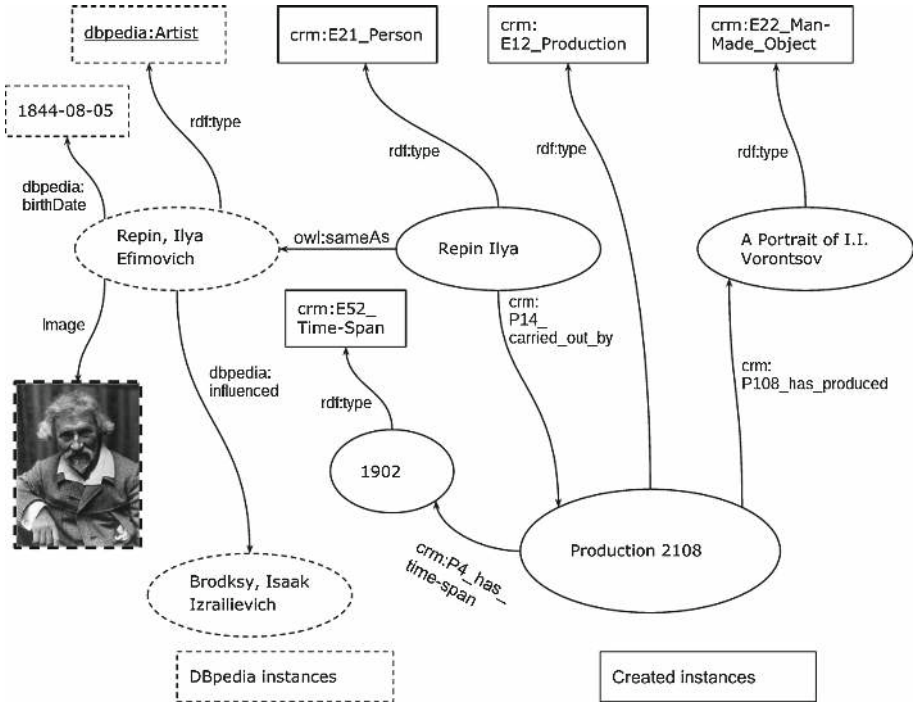 dbpedia:Artist
crm:E21_Person
crm:
E12_Production
crm:E22_Man-
Made_Object
1844-08-05
rdf:type
rdf:type
rdf:type
rdf:type
dbpedia:
birthDate
Repin, Ilya
Efimovich
owl:sameAs
Repin Ilya
A Portrait of I.I.
Vorontsov
Image
crm:E52_
Time-Span
crm:
P14_
carried_out_by
dbpedia:
influenced
crm:
P108_has_produced
rdf:type
1902
crm:P4_has_
time-span
Production 2108
Brodksy, Isaak
Izrailievich
DBpedia instances
Created instances